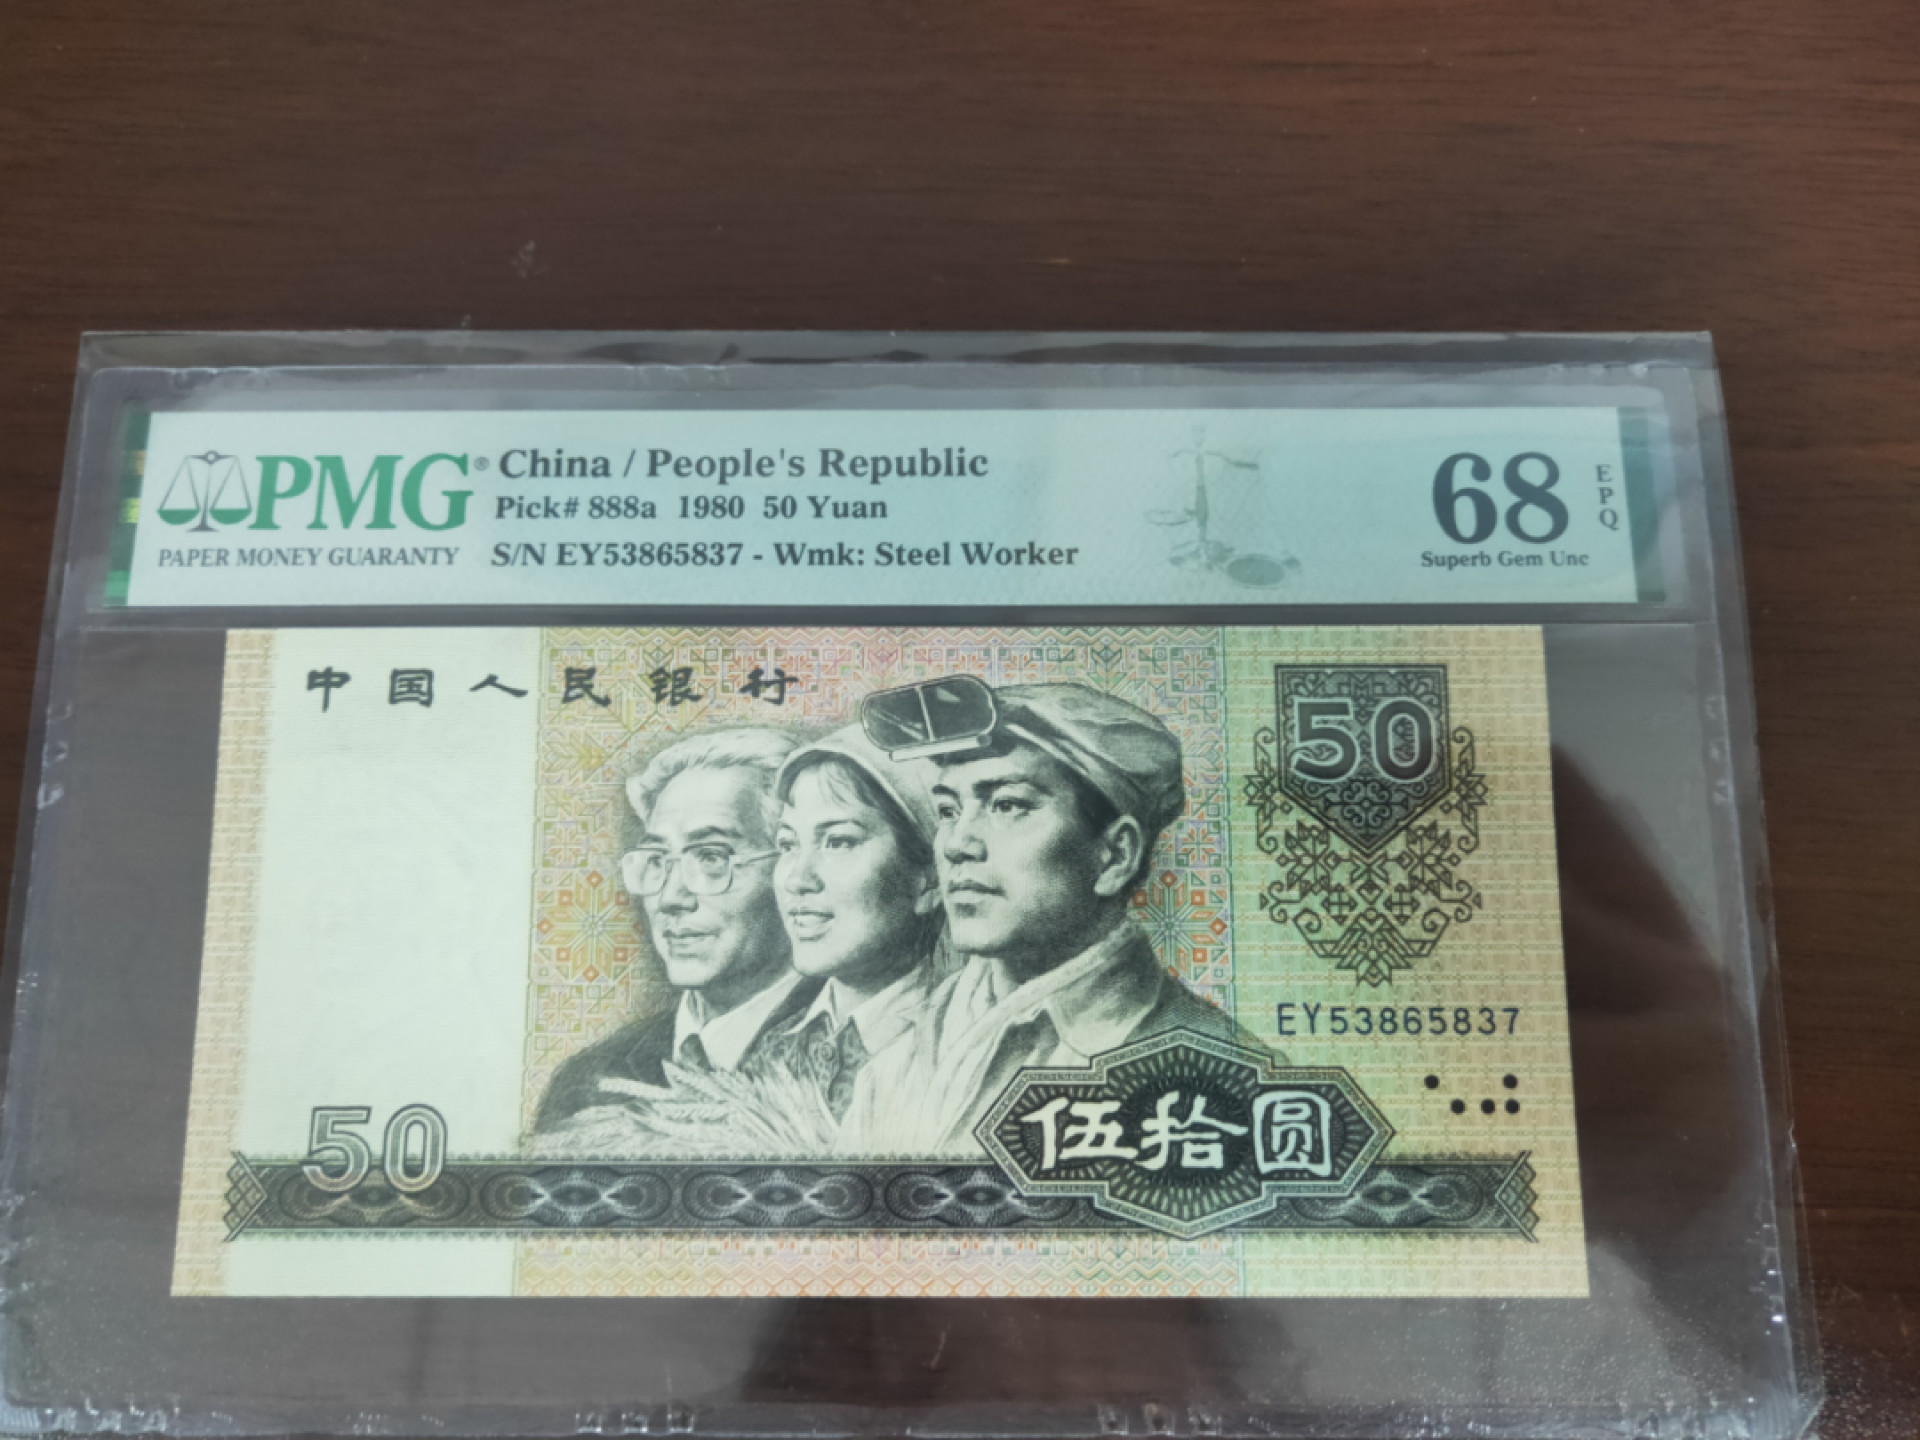 PMG® China / People's Republic
Pick# 888a 1980 50 Yuan
PAPER MONEY GUARANTY S/N EY53865837 - Wmk: Steel Worker
68 EPQ
Superb Gem Unc
中国人民银行
50
EY53865837
50
伍拾圆